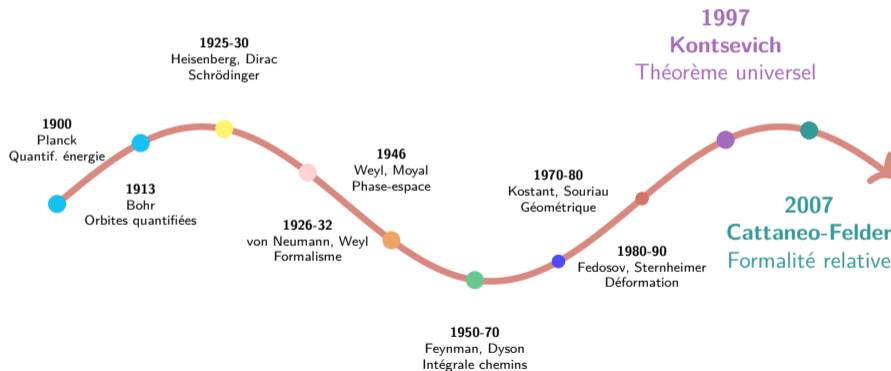 1900
Planck
Quantif. énergie
1913
Bohr
Orbites quantifiées
1925-30
Heisenberg, Dirac
Schrödinger
1926-32
von Neumann, Weyl
Formalisme
1946
Weyl, Moyal
Phase-espace
1950-70
Feynman, Dyson
Intégrale chemins
1970-80
Kostant, Souriau
Géométrique
1980-90
Fedosov, Sternheimer
Déformation
1997
Kontsevich
Théorème universel
2007
Cattaneo-Felder
Formalité relative